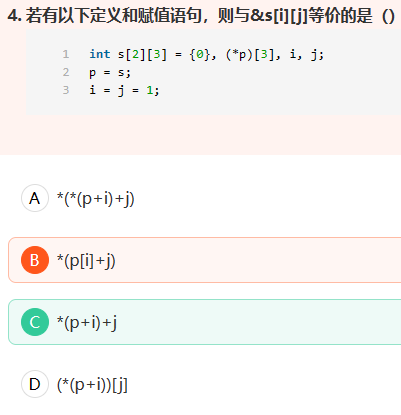 4. 若有以下定义和赋值语句，则与&s[i][j]等价的是（）
1 int s[2][3] = {0}, (*p)[3], i, j;
2 p = s;
3 i = j = 1;
A *(*(p+i)+j)
B *(p[i]+j)
C *(p+i)+j
D (*(p+i))[j]